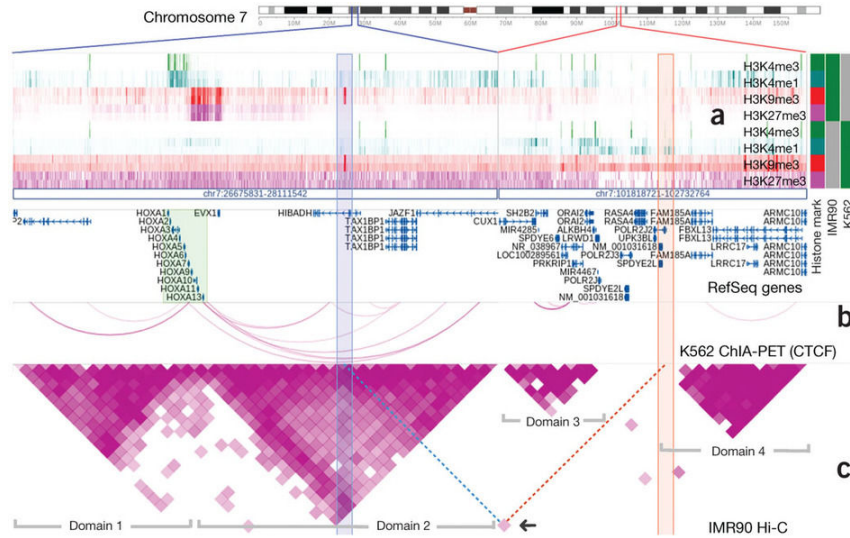 Chromosome 7
0M 10M 20M 30M 40M 50M 60M 70M 80M 90M 100M 110M 120M 130M 140M 150M
H3K4me3
H3K4me1
H3K9me3
H3K27me3
a
H3K4me3
H3K4me1
H3K9me3
H3K27me3
chr7:26675831-28111542 chr7:101818721-102732764
Histone mark
IMR90
K562
P2
HOXA1
HOXA2
HOXA3
HOXA4
HOXA5
HOXA6
HOXA7
HOXA9
HOXA10
HOXA11
HOXA13
EVX1
HIBADH
JAZF1
TAX1BP1
TAX1BP1
TAX1BP1
TAX1BP1
CUX1
SH2B2
MIR4285
SPDYE6
NR_038967
LOC100289561
PRKRIP1
MIR4467
POLR2J
SPDYE2L
NM_001031618
ORAI2
ORAI2
ALKBH4
LRWD1
POLR2J3
RASA4
RASA4
POLR2J2
UPK3BL
NM_001031618
SPDYE2L
FAM185A
FAM185A
FAM185A
FBXL13
FBXL13
LRRC17
LRRC17
ARMC10
ARMC10
ARMC10
ARMC10
ARMC10
ARMC10
RefSeq genes
b
K562 ChIA-PET (CTCF)
Domain 3
Domain 4
c
Domain 1
Domain 2
IMR90 Hi-C